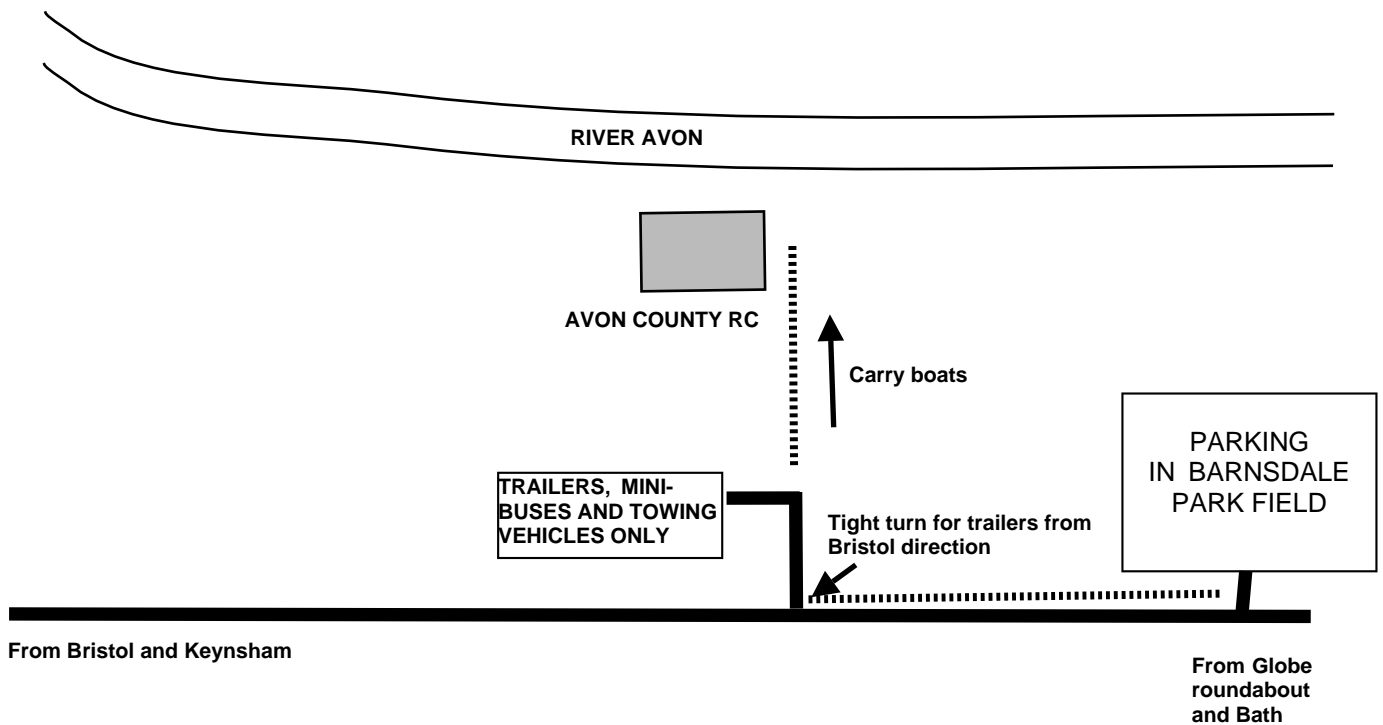 RIVER AVON
AVON COUNTY RC
Carry boats
PARKING
IN BARNSDALE
PARK FIELD
TRAILERS, MINI-
BUSES AND TOWING
VEHICLES ONLY
Tight turn for trailers from
Bristol direction
From Bristol and Keynsham
From Globe
roundabout
and Bath